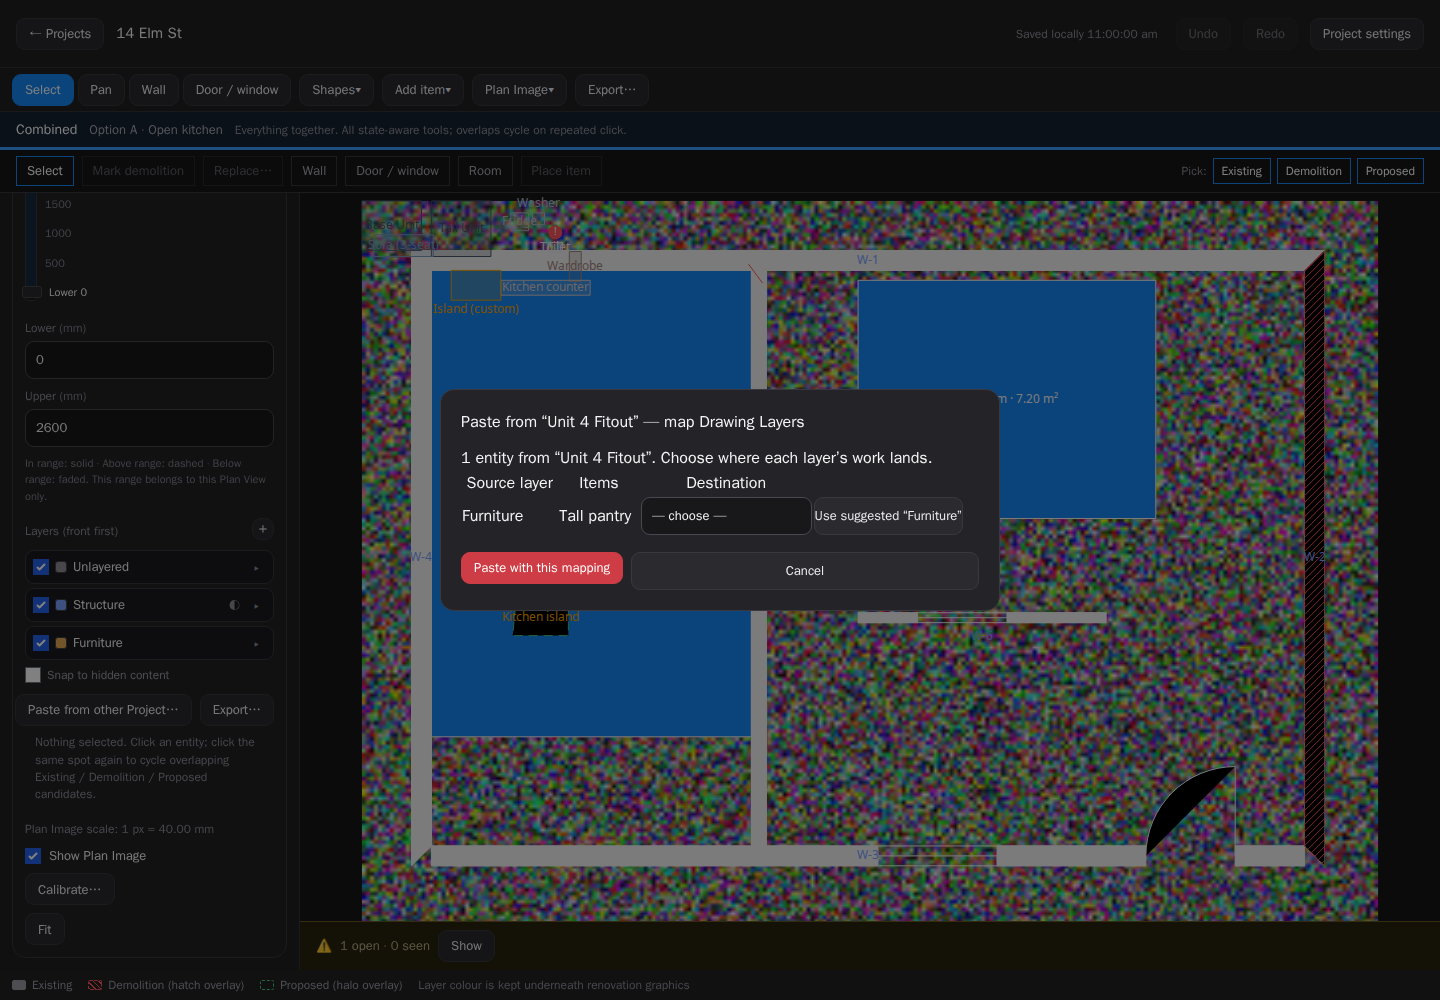 ← Projects
14 Elm St
Saved locally 11:00:00 am
Undo
Redo
Project settings
Select
Pan
Wall
Door / window
Shapes▾
Add item▾
Plan Image▾
Export…
Combined
Option A · Open kitchen
Everything together. All state-aware tools; overlaps cycle on repeated click.
Select
Mark demolition
Replace…
Wall
Door / window
Room
Place item
Pick:
Existing
Demolition
Proposed
1500
1000
500
Lower 0
Lower (mm)
0
Upper (mm)
2600
In range: solid · Above range: dashed · Below
range: faded. This range belongs to this Plan View
only.
Layers (front first)
+
Unlayered
Structure
Furniture
Snap to hidden content
Paste from other Project…
Export…
Nothing selected. Click an entity; click the
same spot again to cycle overlapping
Existing / Demolition / Proposed
candidates.
Plan Image scale: 1 px = 40.00 mm
Show Plan Image
Calibrate…
Fit
Washer
Toilet
Wardrobe
Kitchen counter
Island (custom)
W-1
m · 7.20 m²
W-4
W-2
Kitchen island
W-3
Paste from “Unit 4 Fitout” — map Drawing Layers
1 entity from “Unit 4 Fitout”. Choose where each layer’s work lands.
Source layer
Items
Destination
Furniture
Tall pantry
— choose —
Use suggested “Furniture”
Paste with this mapping
Cancel
1 open · 0 seen
Show
Existing
Demolition (hatch overlay)
Proposed (halo overlay)
Layer colour is kept underneath renovation graphics